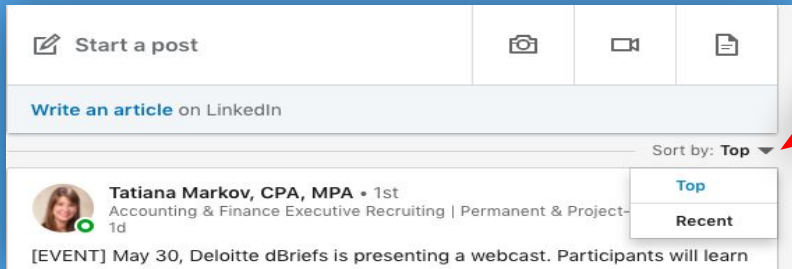 Start a post
Write an article on LinkedIn
Sort by: Top
Top
Recent
Tatiana Markov, CPA, MPA • 1st
Accounting & Finance Executive Recruiting | Permanent & Project-
1d
[EVENT] May 30, Deloitte dBriefs is presenting a webcast. Participants will learn